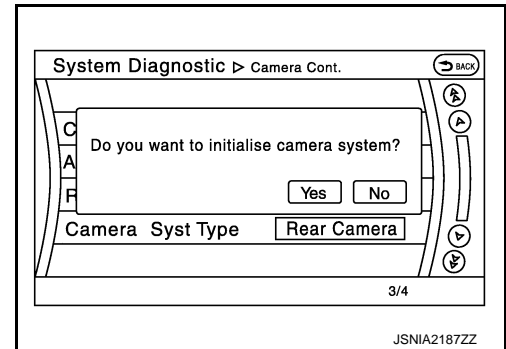 System Diagnostic ▷ Camera Cont.
BACK
C
Do you want to initialise camera system?
A
R
Yes No
Camera Syst Type Rear Camera
3/4
JSNIA2187ZZ